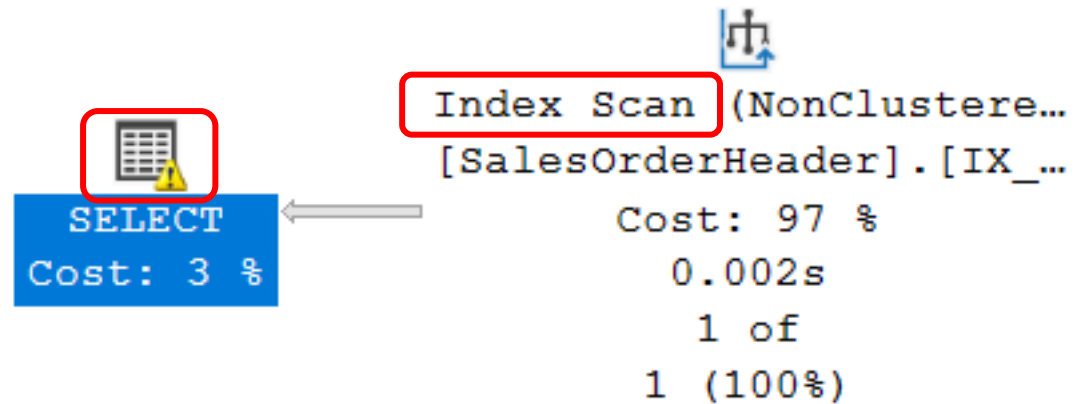 SELECT
Cost: 3 %
Index Scan (NonClustere…
[SalesOrderHeader].[IX_…
Cost: 97 %
0.002s
1 of
1 (100%)